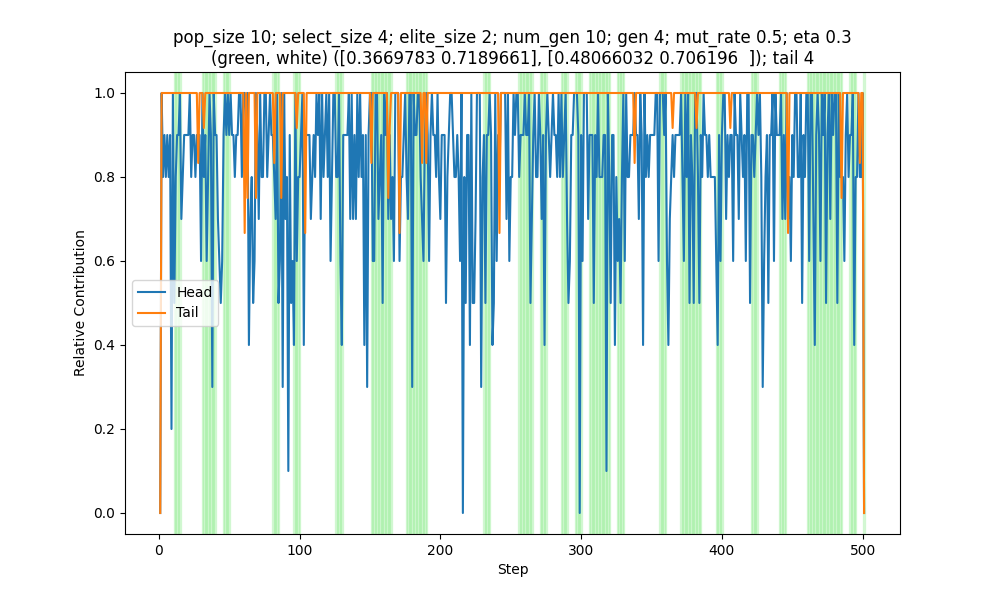 pop_size 10; select_size 4; elite_size 2; num_gen 10; gen 4; mut_rate 0.5; eta 0.3
(green, white) ([0.3669783 0.7189661], [0.48066032 0.706196  ]); tail 4
1.0
0.8
0.6
0.4
0.2
0.0
Relative Contribution
Head
Tail
0
100
200
300
400
500
Step